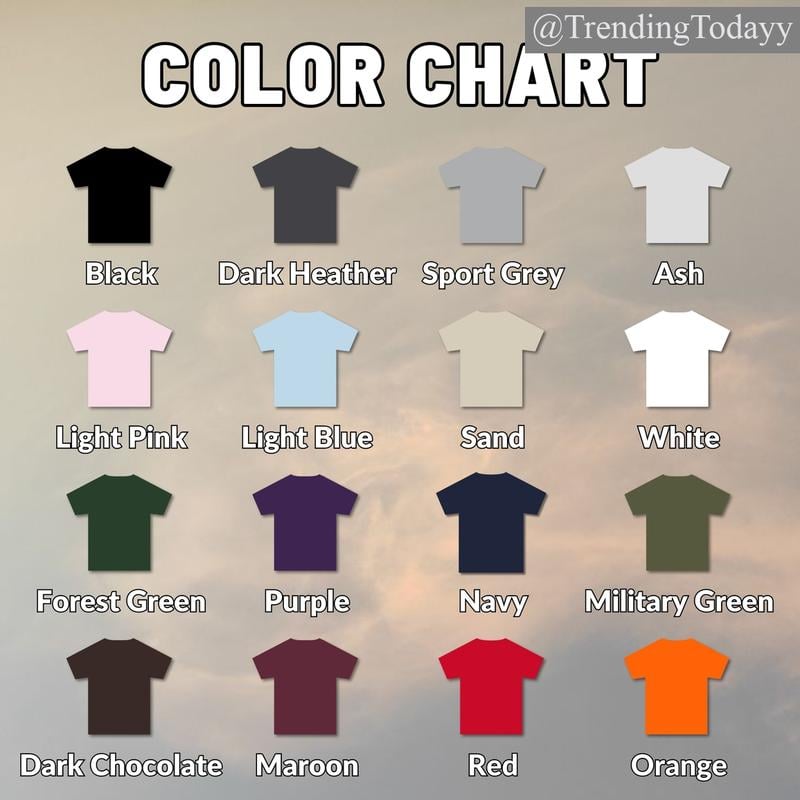 @TrendingTodayy
COLOR CHART
Black Dark Heather Sport Grey Ash
Light Pink Light Blue Sand White
Forest Green Purple Navy Military Green
Dark Chocolate Maroon Red Orange